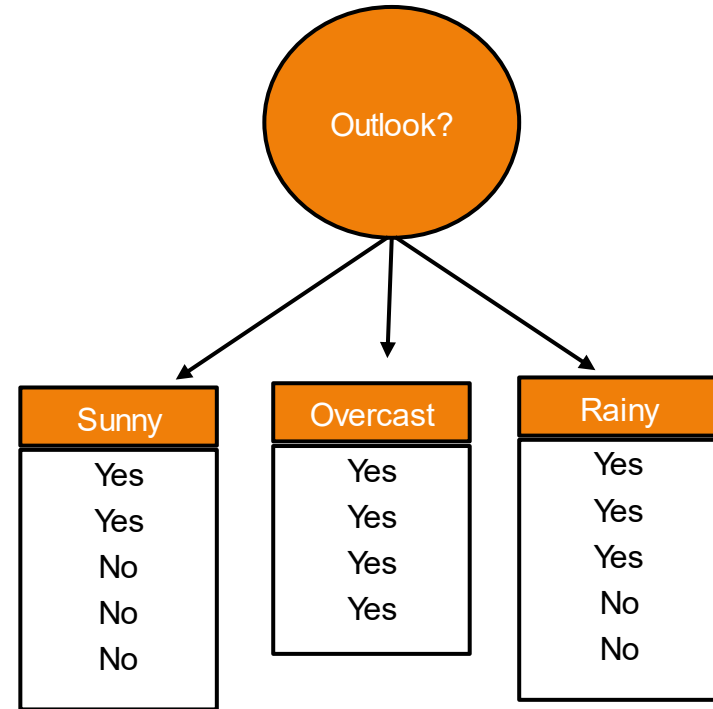 Outlook?
Sunny
Yes
Yes
No
No
No
Overcast
Yes
Yes
Yes
Yes
Rainy
Yes
Yes
Yes
No
No